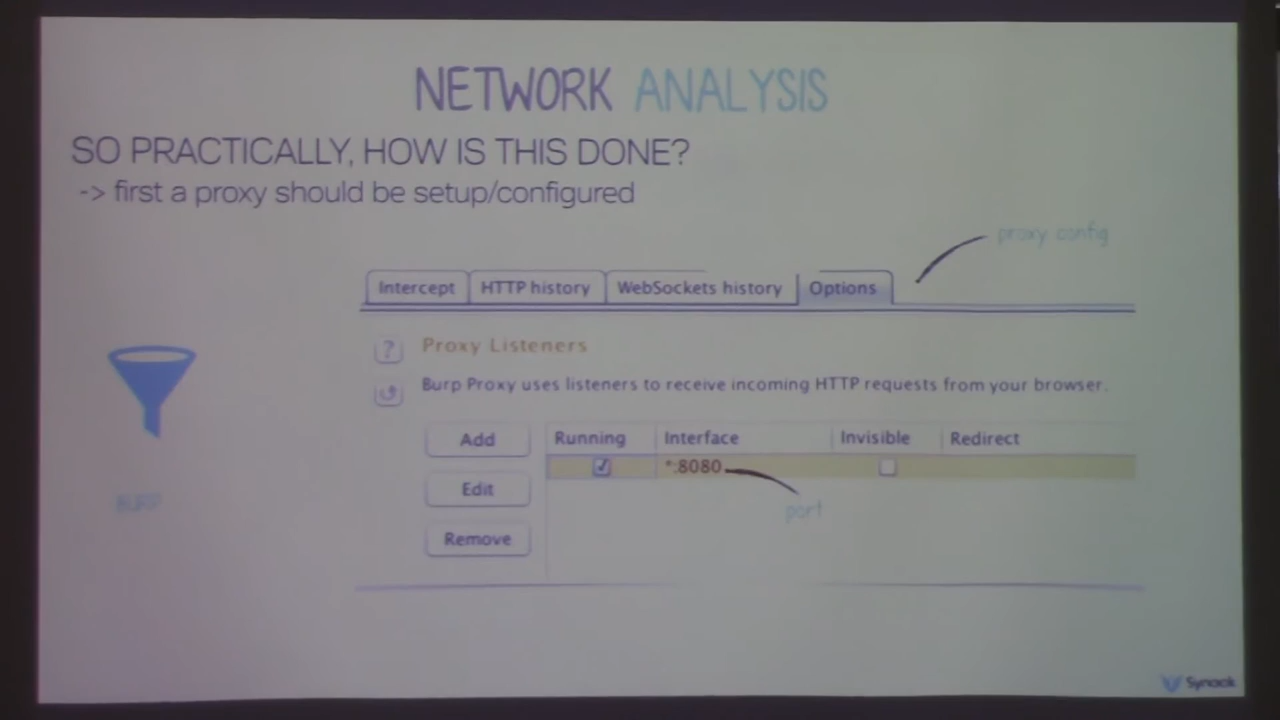 NETWORK ANALYSIS
SO PRACTICALLY, HOW IS THIS DONE?
-> first a proxy should be setup/configured
proxy config
Intercept HTTP history WebSockets history Options
? Proxy Listeners
Burp Proxy uses listeners to receive incoming HTTP requests from your browser.
Add Running Interface Invisible Redirect
*:8080
Edit
port
BURP
Remove
Synack